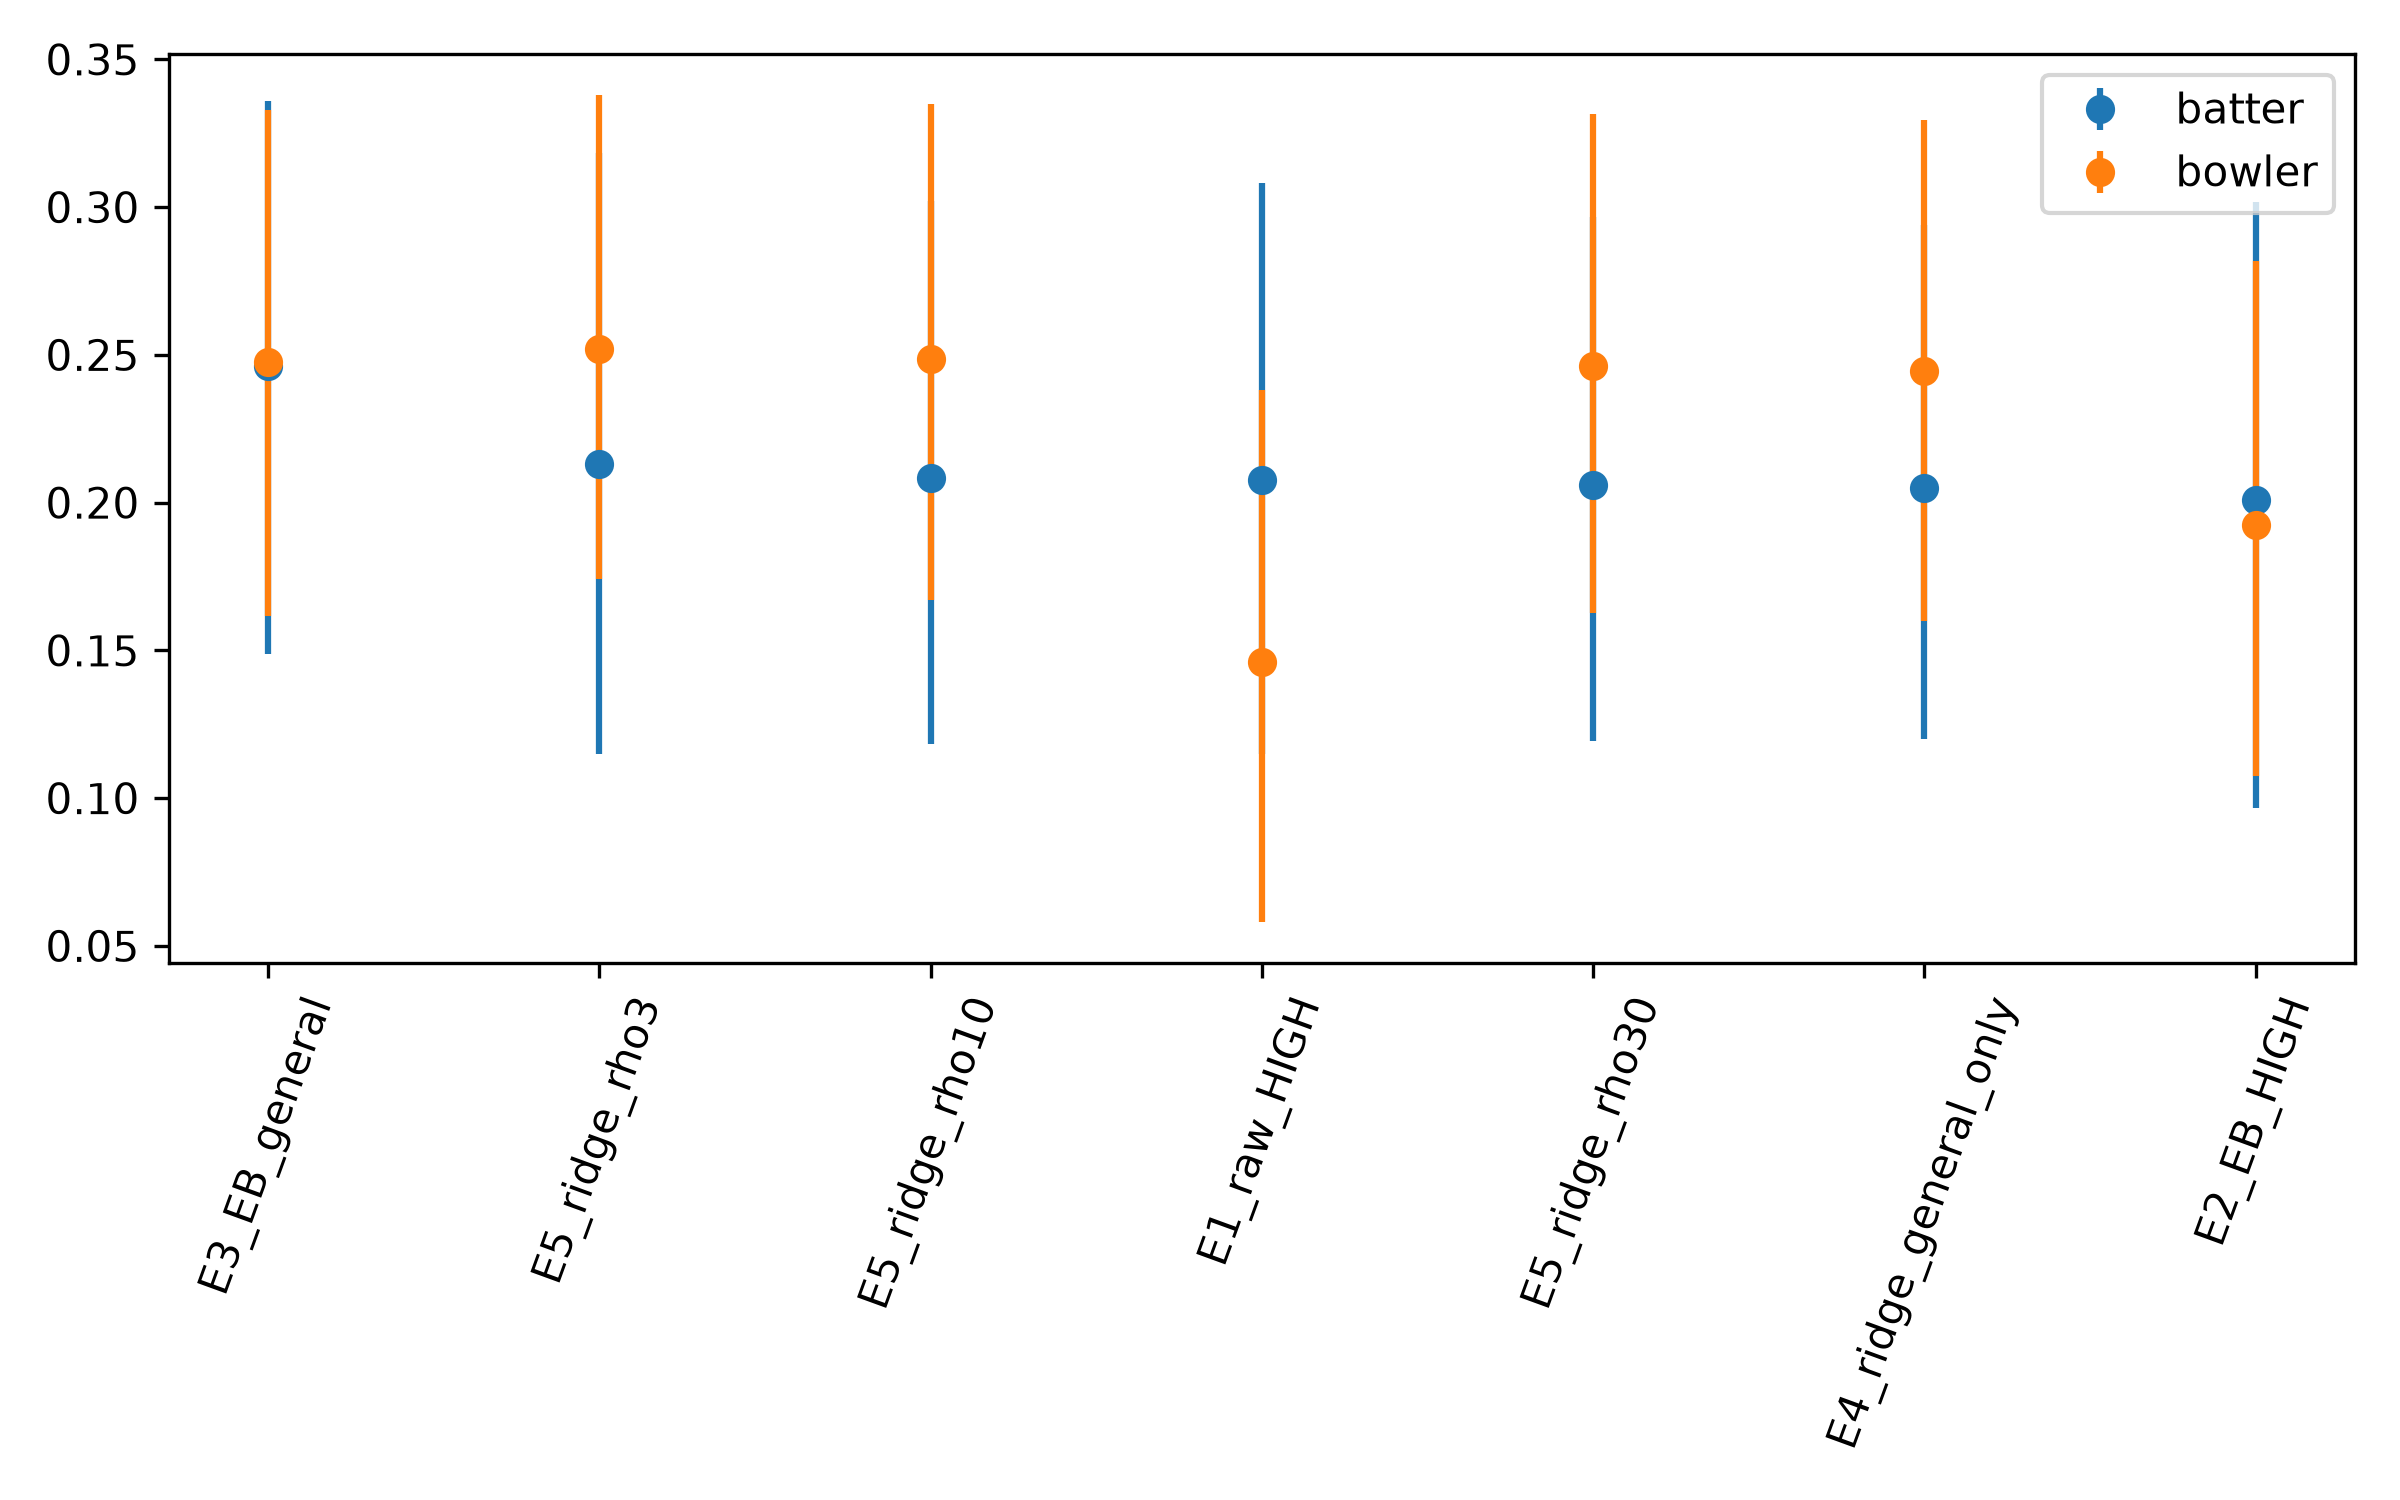 0.35
0.30
0.25
0.20
0.15
0.10
0.05
batter
bowler
E3_EB_general
E5_ridge_rho3
E5_ridge_rho10
E1_raw_HIGH
E5_ridge_rho30
E4_ridge_general_only
E2_EB_HIGH